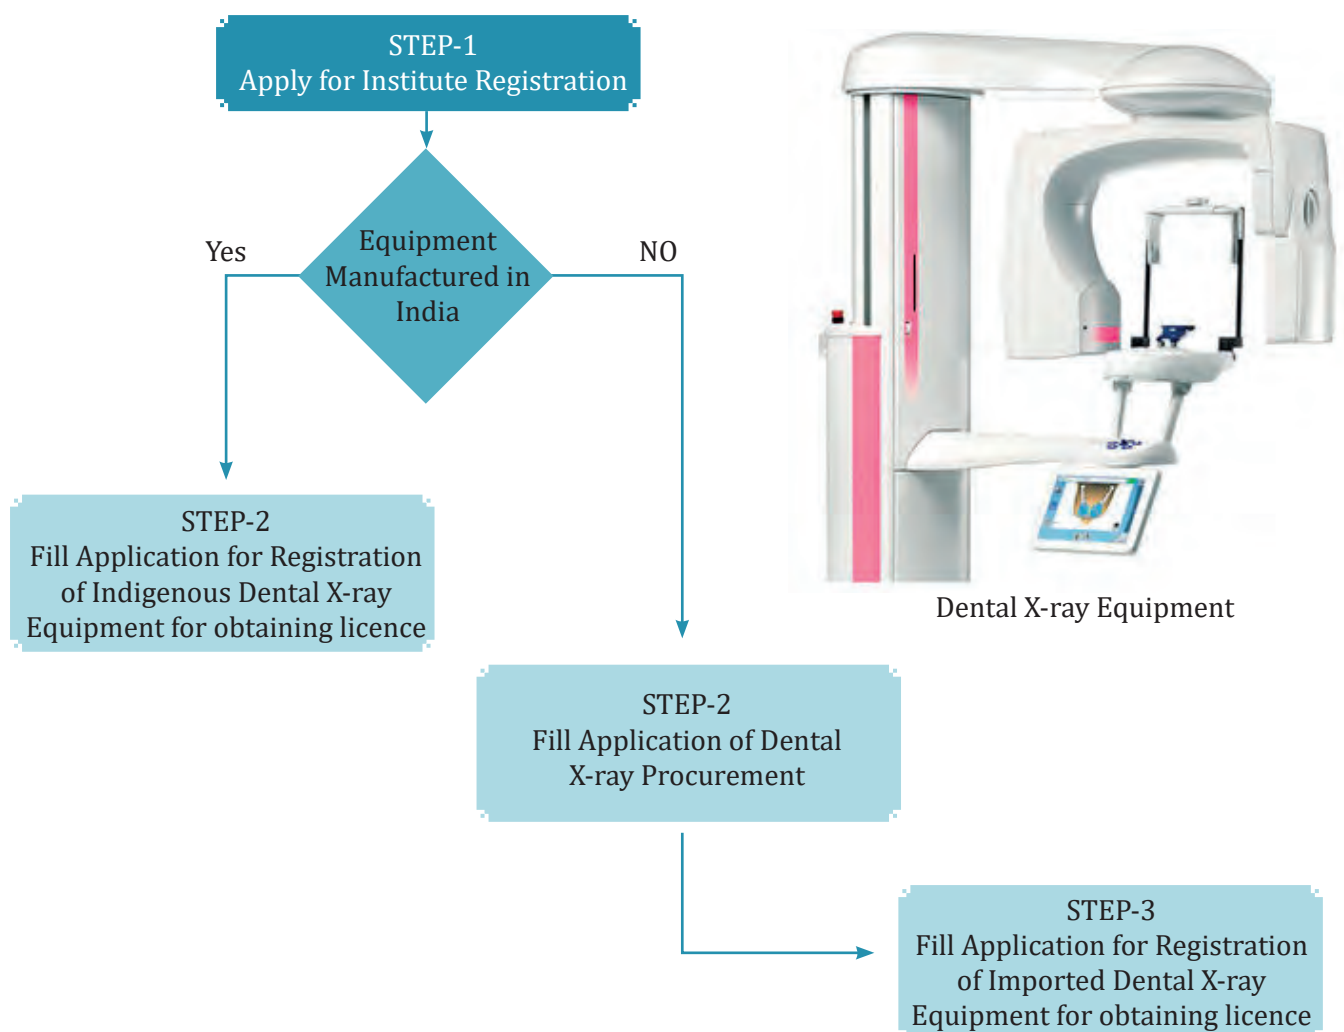 STEP-1
Apply for Institute Registration
Yes
Equipment
Manufactured in
India
NO
STEP-2
Fill Application for Registration
of Indigenous Dental X-ray
Equipment for obtaining licence
Dental X-ray Equipment
STEP-2
Fill Application of Dental
X-ray Procurement
STEP-3
Fill Application for Registration
of Imported Dental X-ray
Equipment for obtaining licence